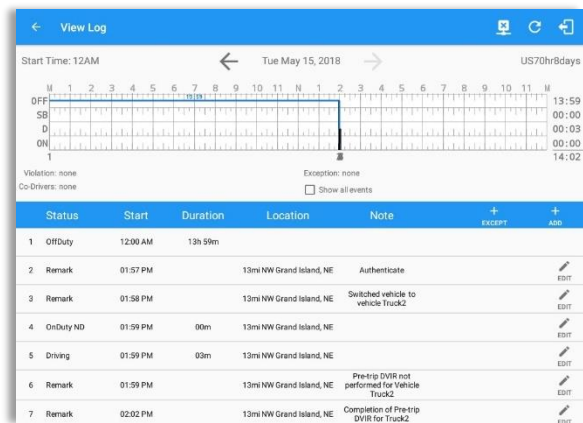 View Log
Start Time: 12AM
Tue May 15, 2018
US70hr8days
M 1 2 3 4 5 6 7 8 9 10 11 N 1 2 3 4 5 6 7 8 9 10 11 M
OFF 13:59
SB 00:00
D 00:03
ON 00:00
1 14:02
Violation: none Exception: none
Co-Drivers: none Show all events
Status Start Duration Location Note + EXCEPT + ADD
1 OffDuty 12:00 AM 13h 59m
2 Remark 01:57 PM 13mi NW Grand Island, NE Authenticate EDIT
3 Remark 01:58 PM 13mi NW Grand Island, NE Switched vehicle to vehicle Truck2 EDIT
4 OnDuty ND 01:59 PM 00m 13mi NW Grand Island, NE EDIT
5 Driving 01:59 PM 03m 13mi NW Grand Island, NE EDIT
6 Remark 01:59 PM 13mi NW Grand Island, NE Pre-trip DVIR not performed for Vehicle Truck2 EDIT
7 Remark 02:02 PM 13mi NW Grand Island, NE Completion of Pre-trip DVIR for Truck2 EDIT